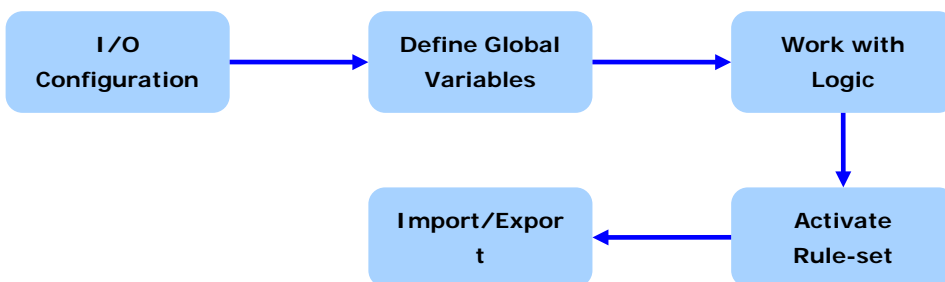 I/O
Configuration
Define Global
Variables
Work with
Logic
Activate
Rule-set
Import/Expor
t